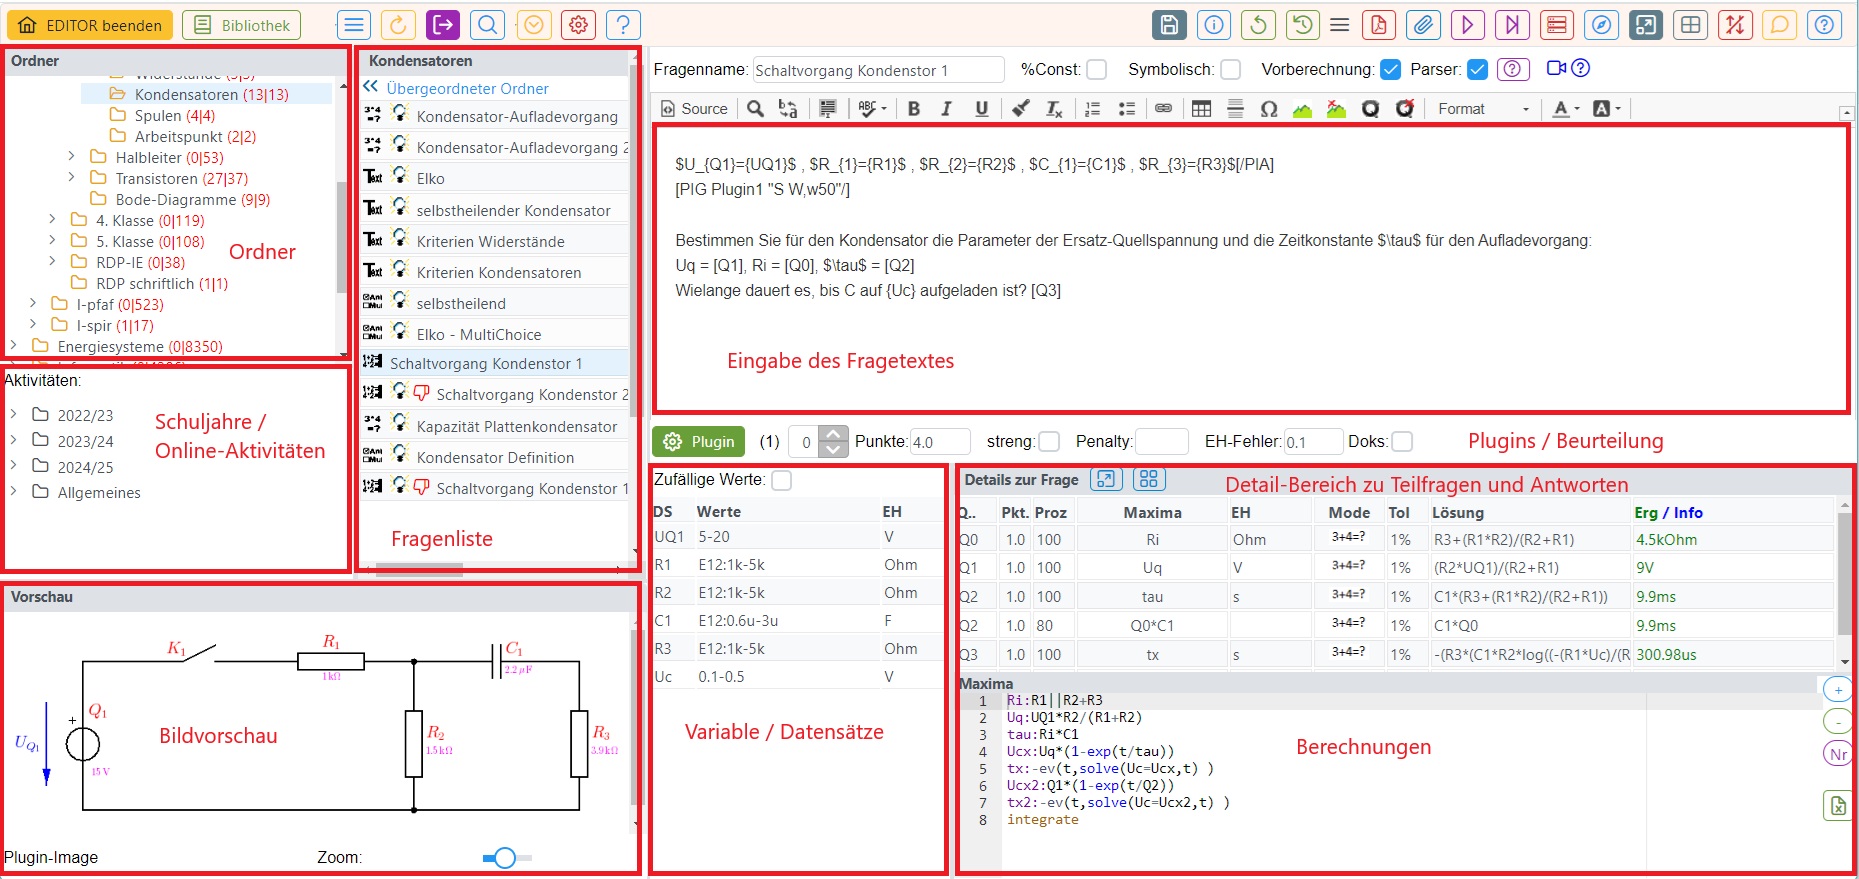 EDITOR beenden
Bibliothek
Ordner
Kondensatoren (13|13)
Spulen (4|4)
Arbeitspunkt (2|2)
Halbleiter (0|53)
Transistoren (27|37)
Bode-Diagramme (9|9)
4. Klasse (0|119)
5. Klasse (0|108)
RDP-IE (0|38)
RDP schriftlich (1|1)
I-pfaf (0|523)
I-spir (1|17)
Energiesysteme (0|8350)
Ordner
Aktivitäten:
2022/23
2023/24
2024/25
Allgemeines
Schuljahre /
Online-Aktivitäten
Kondensatoren
Übergeordneter Ordner
Kondensator-Aufladevorgang
Kondensator-Aufladevorgang 2
Elko
selbstheilender Kondensator
Kriterien Widerstände
Kriterien Kondensatoren
selbstheilend
Elko - MultiChoice
Schaltvorgang Kondenstor 1
Schaltvorgang Kondenstor 2
Kapazität Plattenkondensator
Kondensator Definition
Schaltvorgang Kondenstor 1
Fragenliste
Vorschau
K1
R1
1kΩ
C1
2.2 µF
Q1
+
UQ1
15 V
R2
1.5kΩ
R3
3.9kΩ
Bildvorschau
Plugin-Image
Zoom:
Fragenname: Schaltvorgang Kondenstor 1 %Const: Symbolisch: Vorberechnung: Parser:
Source
Format
$U_{Q1}={UQ1}$ , $R_{1}={R1}$ , $R_{2}={R2}$ , $C_{1}={C1}$ , $R_{3}={R3}$[/PIA]
[PIG Plugin1 "S W,w50"/]
Bestimmen Sie für den Kondensator die Parameter der Ersatz-Quellspannung und die Zeitkonstante $\tau$ für den Aufladevorgang:
Uq = [Q1], Ri = [Q0], $\tau$ = [Q2]
Wielange dauert es, bis C auf {Uc} aufgeladen ist? [Q3]
Eingabe des Fragetextes
Plugin (1) 0 Punkte: 4.0 streng: Penalty: EH-Fehler: 0.1 Doks:
Plugins / Beurteilung
Zufällige Werte:
DS Werte EH
UQ1 5-20 V
R1 E12:1k-5k Ohm
R2 E12:1k-5k Ohm
C1 E12:0.6u-3u F
R3 E12:1k-5k Ohm
Uc 0.1-0.5 V
Variable / Datensätze
Details zur Frage
Detail-Bereich zu Teilfragen und Antworten
Q.. Pkt. Proz Maxima EH Mode Tol Lösung Erg / Info
Q0 1.0 100 Ri Ohm 3+4=? 1% R3+(R1*R2)/(R2+R1) 4.5kOhm
Q1 1.0 100 Uq V 3+4=? 1% (R2*UQ1)/(R2+R1) 9V
Q2 1.0 100 tau s 3+4=? 1% C1*(R3+(R1*R2)/(R2+R1)) 9.9ms
Q2 1.0 80 Q0*C1 3+4=? 1% C1*Q0 9.9ms
Q3 1.0 100 tx s 3+4=? 1% -(R3*(C1*R2*log((-(R1*Uc)/(R 300.98us
Maxima
1 Ri:R1||R2+R3
2 Uq:UQ1*R2/(R1+R2)
3 tau:Ri*C1
4 Ucx:Uq*(1-exp(t/tau))
5 tx:-ev(t,solve(Uc=Ucx,t) )
6 Ucx2:Q1*(1-exp(t/Q2))
7 tx2:-ev(t,solve(Uc=Ucx2,t) )
8 integrate
Berechnungen
+
-
Nr